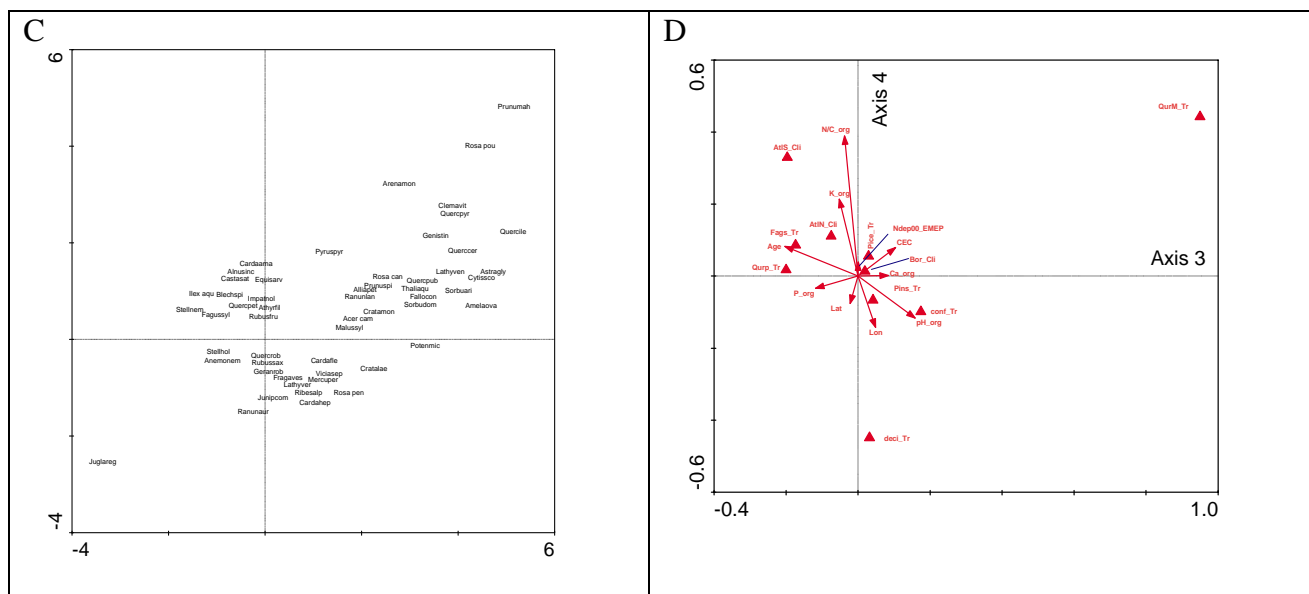 C
6
Prunumah
Rosa pou
Arenamon
Clemavit
Quercpyr
Quercile
Genistin
Pyruspyr
Querccer
Cardaama
Alnusinc
Lathyven
Astragly
Castasat
Equisarv
Rosa can
Quercpub
Cytissco
Prunuspi
Thaliaqu
Alliapet
Sorbuari
Ilex aqu
Blechspi
Impatnol
Ranunlan
Fallocon
Quercpet
Athyrfil
Sorbudom
Amelaova
Stellnem
Fagussyl
Rubusfru
Cratamon
Acer cam
Malussyl
Potenmic
Stellhol
Quercrob
Anemonem
Rubussax
Cardafle
Geranrob
Cratalae
Fragaves
Viciasep
Mercuper
Lathyver
Junipcom
Ribesalp
Rosa pen
Cardahep
Ranunaur
Juglareg
-4
-4
6
D
0.6
Axis 4
QurM_Tr
N/C_org
AtlS_Cli
K_org
AtlN_Cli
Pice_Tr
Ndep00_EMEP
Fags_Tr
Age
CEC
Axis 3
Bor_Cli
Qurp_Tr
Ca_org
P_org
Pins_Tr
Lat
conf_Tr
pH_org
Lon
deci_Tr
-0.6
-0.4
1.0